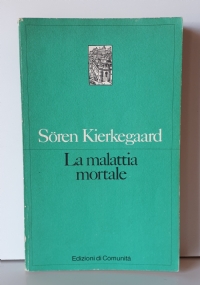 Sören Kierkegaard
La malattia
mortale
Edizioni di Comunità